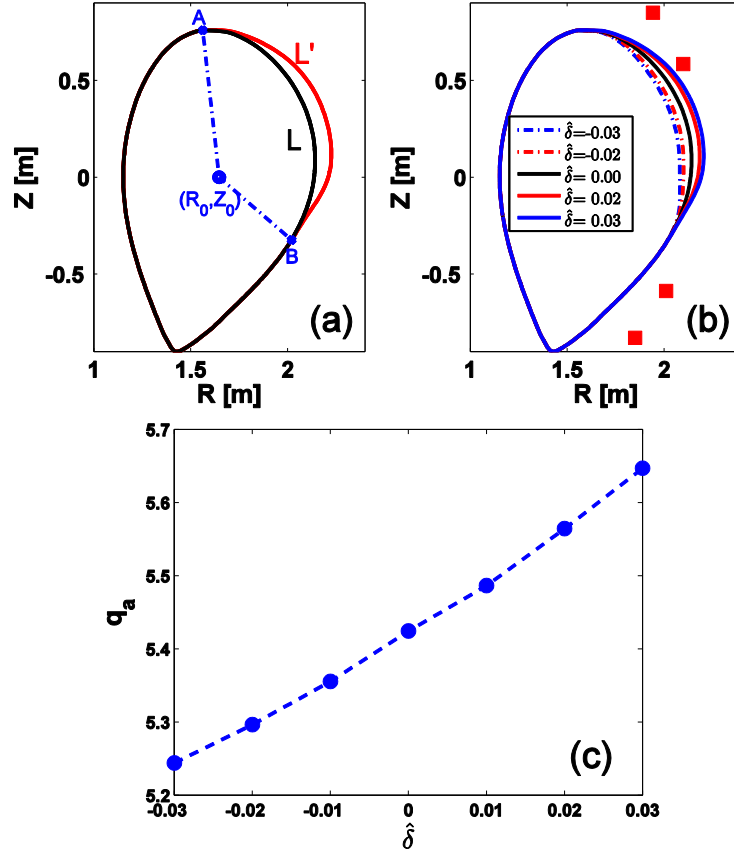 A
L'
L
(R₀,Z₀)
B
(a)
0.5
0
-0.5
1
1.5
2
Z [m]
R [m]
δ̂=-0.03
δ̂=-0.02
δ̂= 0.00
δ̂= 0.02
δ̂= 0.03
(b)
0.5
0
-0.5
1
1.5
2
Z [m]
R [m]
5.7
5.6
5.5
5.4
5.3
5.2
qₐ
(c)
-0.03
-0.02
-0.01
0
0.01
0.02
0.03
δ̂